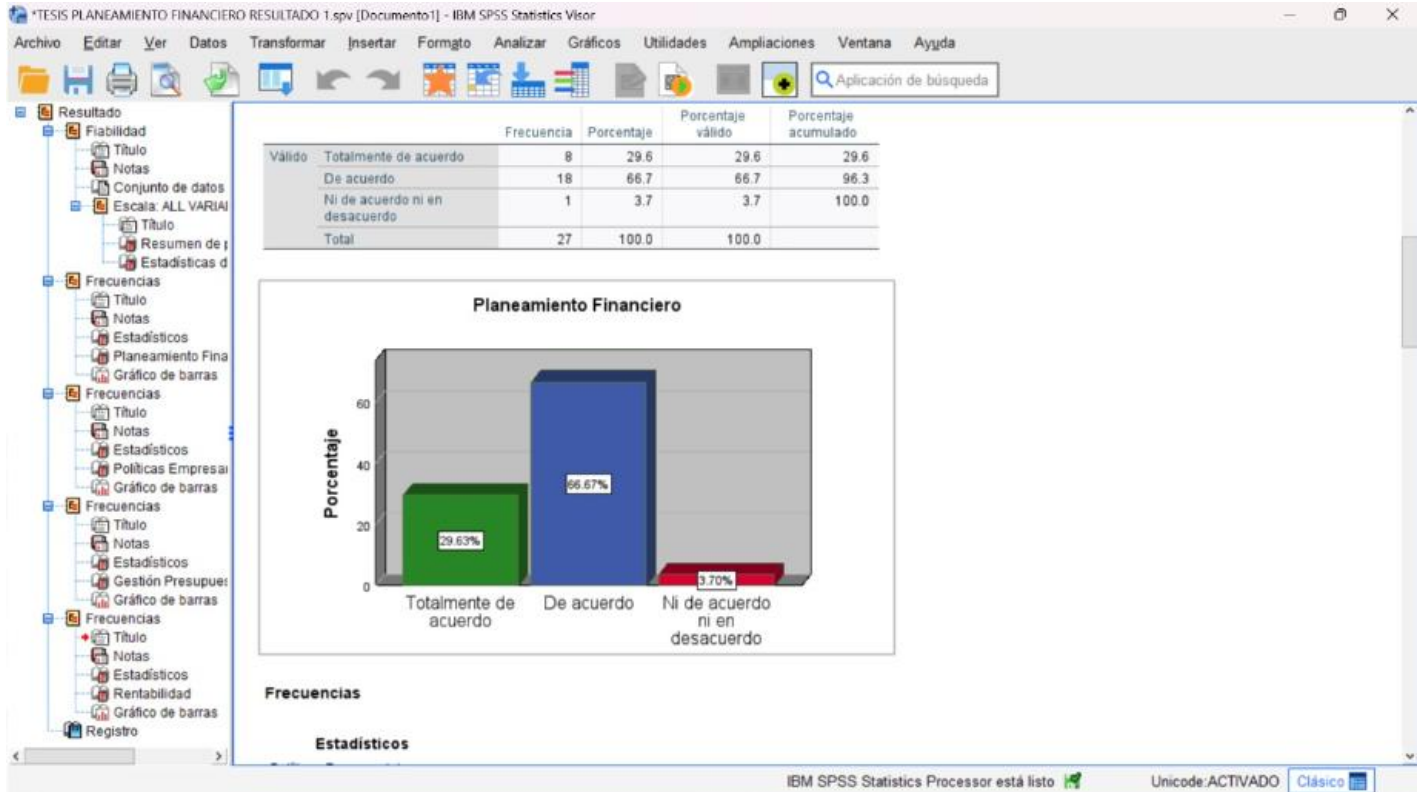 *TESIS PLANEAMIENTO FINANCIERO RESULTADO 1.spv [Documento1] - IBM SPSS Statistics Visor
Archivo Editar Ver Datos Transformar Insertar Formato Analizar Gráficos Utilidades Ampliaciones Ventana Ayuda
Aplicación de búsqueda
Resultado
Fiabilidad
Título
Notas
Conjunto de datos
Escala: ALL VARIAI
Título
Resumen de
Estadísticas d
Frecuencias
Título
Notas
Estadísticos
Planeamiento Fina
Gráfico de barras
Frecuencias
Título
Notas
Estadísticos
Políticas Empresa
Gráfico de barras
Frecuencias
Título
Notas
Estadísticos
Gestión Presupue
Gráfico de barras
Frecuencias
Título
Notas
Estadísticos
Rentabilidad
Gráfico de barras
Registro
Frecuencia Porcentaje Porcentaje válido Porcentaje acumulado
Válido Totalmente de acuerdo 8 29.6 29.6 29.6
De acuerdo 18 66.7 66.7 96.3
Ni de acuerdo ni en desacuerdo 1 3.7 3.7 100.0
Total 27 100.0 100.0
Planeamiento Financiero
Porcentaje
60
40
20
0
29.63%
66.67%
3.70%
Totalmente de
acuerdo
De acuerdo
Ni de acuerdo
ni en
desacuerdo
Frecuencias
Estadísticos
IBM SPSS Statistics Processor está listo Unicode:ACTIVADO Clásico